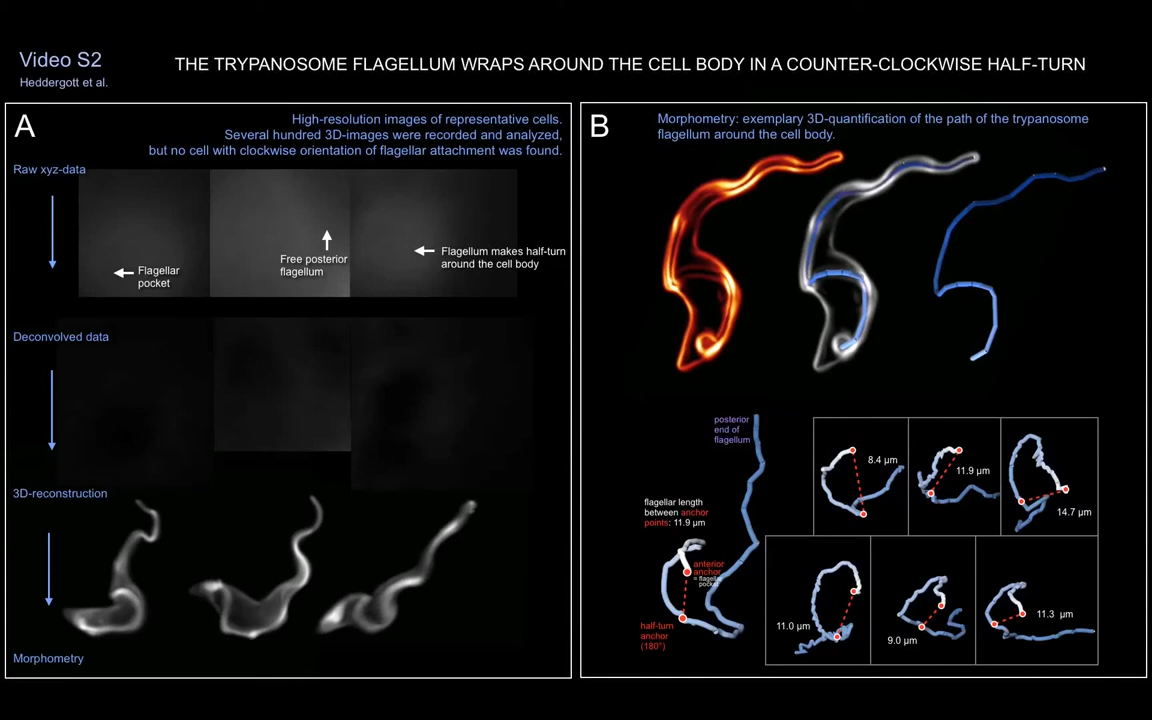 Video S2
Heddergott et al.
THE TRYPANOSOME FLAGELLUM WRAPS AROUND THE CELL BODY IN A COUNTER-CLOCKWISE HALF-TURN
A
High-resolution images of representative cells.
Several hundred 3D-images were recorded and analyzed,
but no cell with clockwise orientation of flagellar attachment was found.
Raw xyz-data
Flagellar
pocket
Free posterior
flagellum
Flagellum makes half-turn
around the cell body
Deconvolved data
3D-reconstruction
Morphometry
B
Morphometry: exemplary 3D-quantification of the path of the trypanosome
flagellum around the cell body.
posterior
end of
flagellum
flagellar length
between anchor
points: 11.9 µm
anterior
anchor
= flagellar
pocket
half-turn
anchor
(180°)
8.4 µm
11.9 µm
14.7 µm
11.0 µm
9.0 µm
11.3 µm